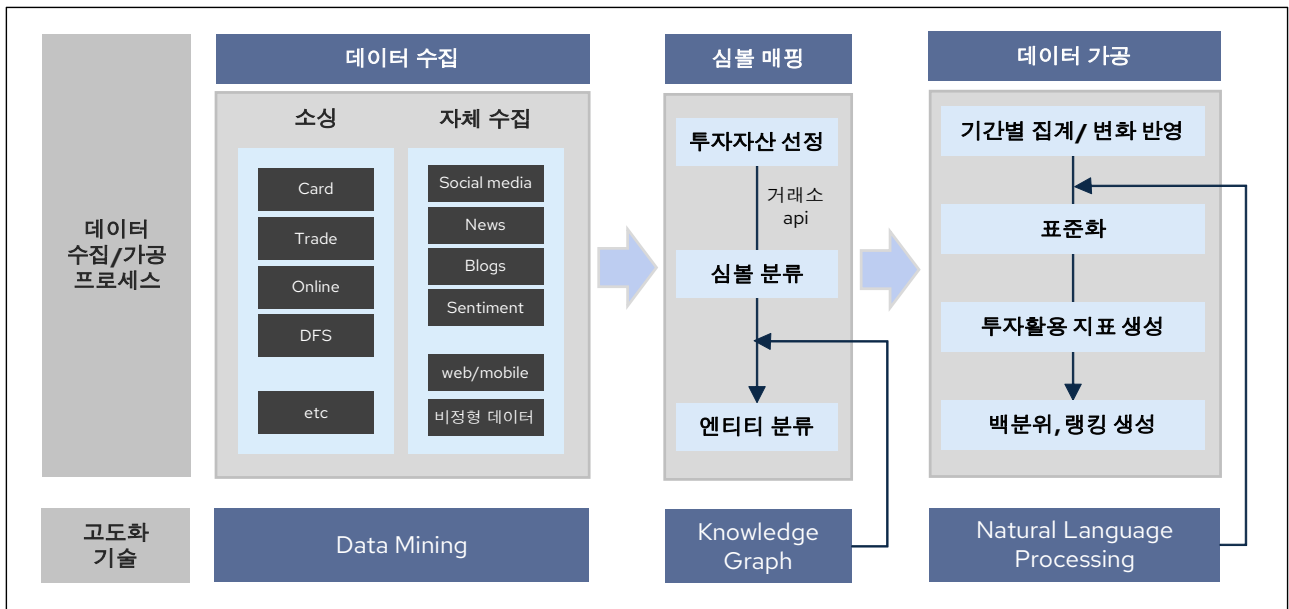 데이터
수집/가공
프로세스
데이터 수집
소싱
Card
Trade
Online
DFS
etc
자체 수집
Social media
News
Blogs
Sentiment
web/mobile
비정형 데이터
심볼 매핑
투자자산 선정
거래소
api
심볼 분류
엔티티 분류
데이터 가공
기간별 집계/ 변화 반영
표준화
투자활용 지표 생성
백분위, 랭킹 생성
고도화
기술
Data Mining
Knowledge
Graph
Natural Language
Processing